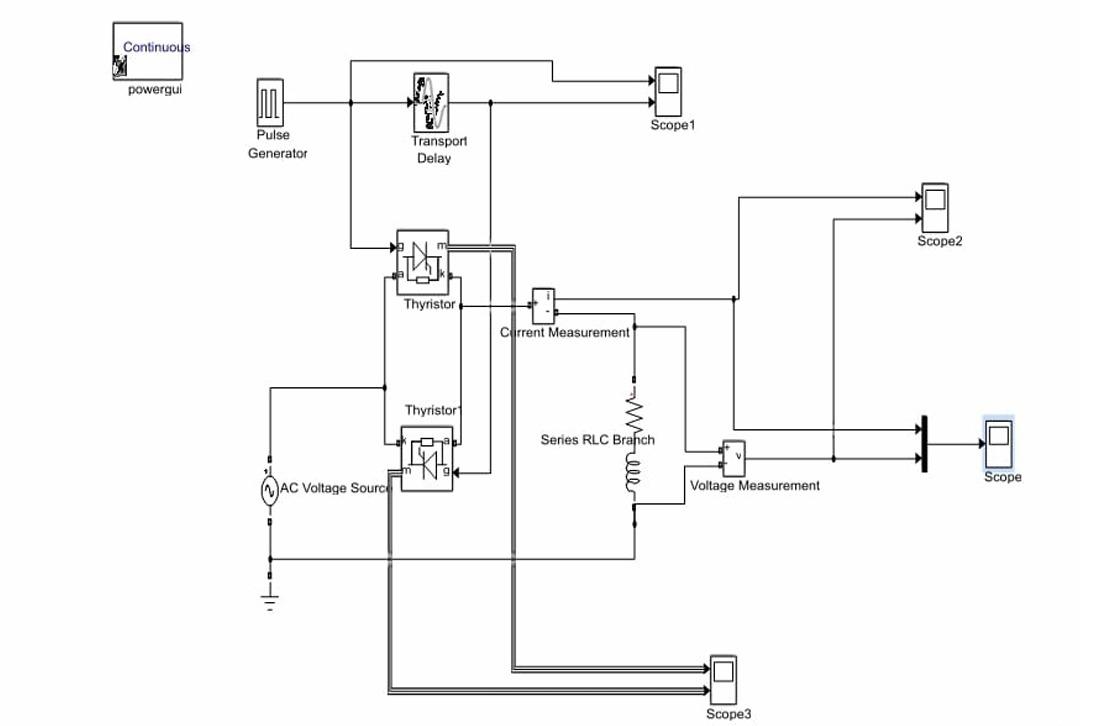 Continuous
powergui
Pulse
Generator
Transport
Delay
Scope1
Scope2
g
m
a
k
Thyristor
i
+
-
Current Measurement
Thyristor1
k
a
m
g
Series RLC Branch
+
-
v
Voltage Measurement
AC Voltage Source
Scope
Scope3